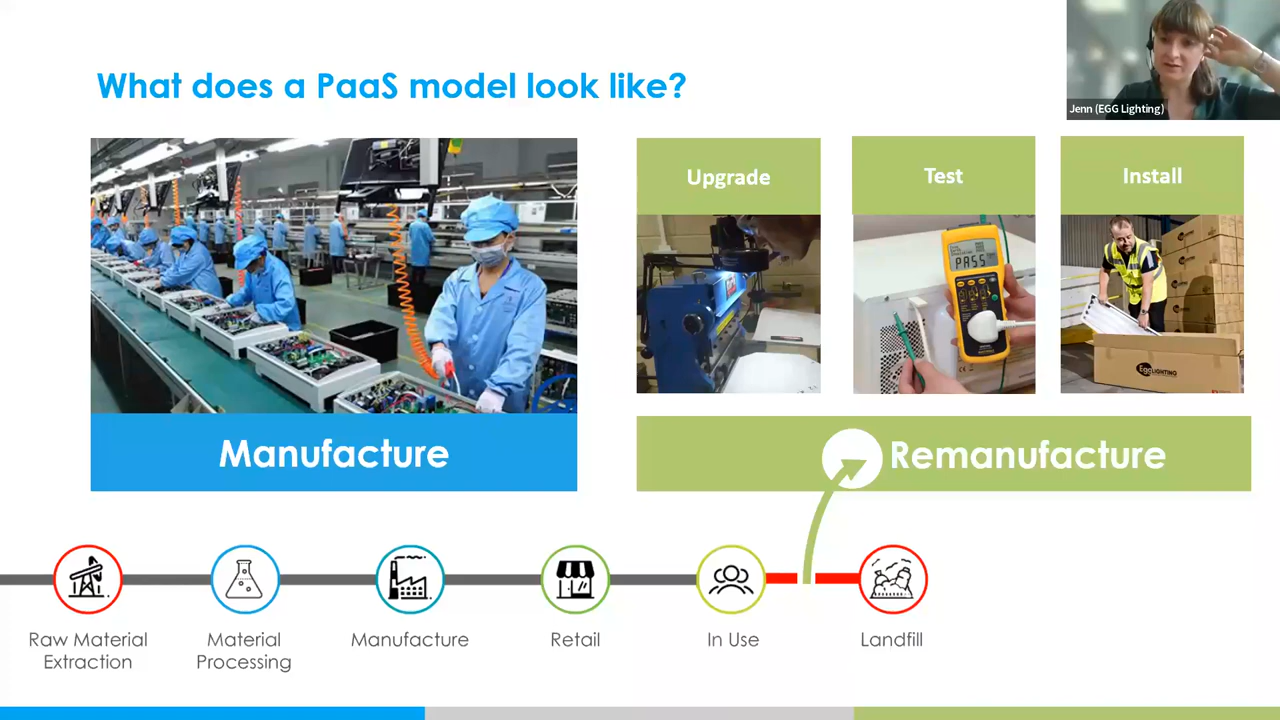 What does a PaaS model look like?
Jenn (EGG Lighting)
Upgrade
Test
Install
PASS
Egg LIGHTING
Manufacture
Remanufacture
Raw Material
Extraction
Material
Processing
Manufacture
Retail
In Use
Landfill